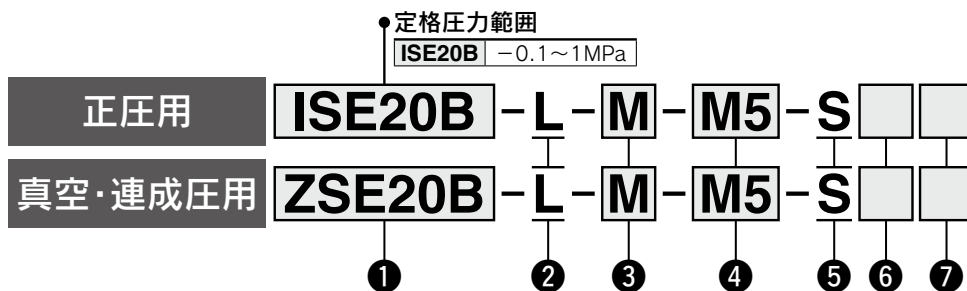 定格圧力範囲
ISE20B －0.1～1MPa
正圧用 ISE20B-L-M-M5-S
真空･連成圧用 ZSE20B-L-M-M5-S
❶ ❷ ❸ ❹ ❺ ❻ ❼